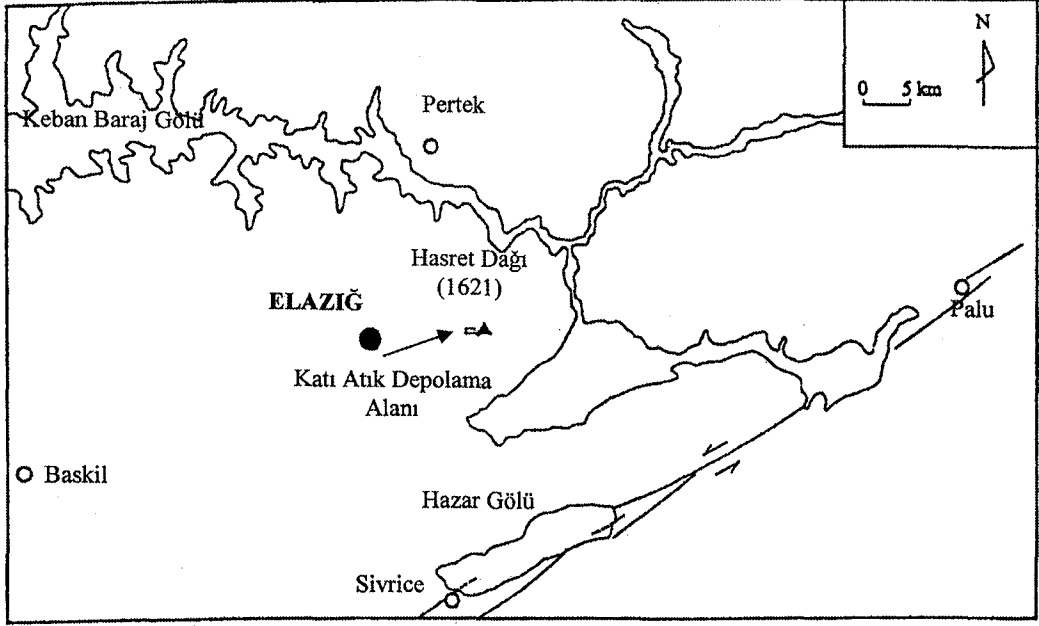 N
0 5 km
Keban Baraj Gölü
Pertek
Hasret Dağı
(1621)
ELAZIĞ
Palu
Katı Atık Depolama
Alanı
Baskil
Hazar Gölü
Sivrice